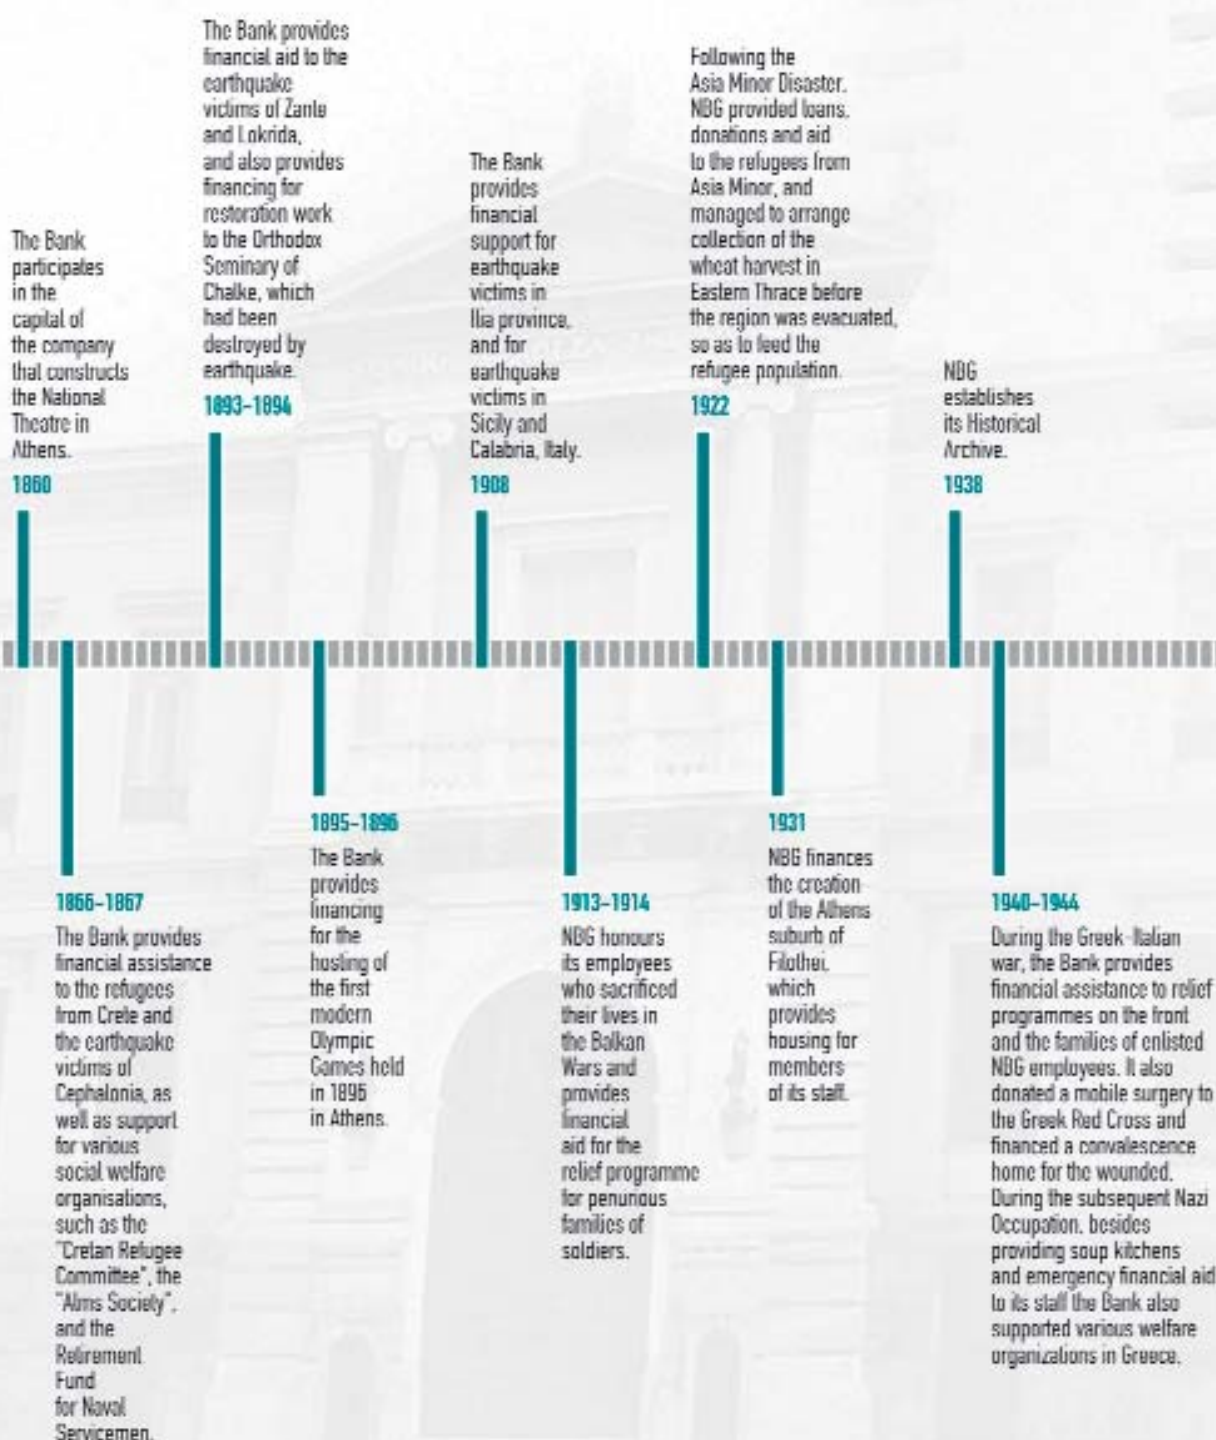 The Bank
participates
in the
capital of
the company
that constructs
the National
Theatre in
Athens.
1860
The Bank provides
financial assistance
to the refugees
from Crete and
the earthquake
victims of
Cephalonia, as
well as support
for various
social welfare
organisations,
such as the
"Cretan Refugee
Committee", the
"Alms Society",
and the
Retirement
Fund
for Naval
Servicemen.
1866-1867
The Bank provides
financial aid to the
earthquake
victims of Zante
and Lokrida,
and also provides
financing for
restoration work
to the Orthodox
Seminary of
Chalke, which
had been
destroyed by
earthquake.
1893-1894
1895-1896
The Bank
provides
financing
for the
hosting of
the first
modern
Olympic
Games held
in 1896
in Athens.
The Bank
provides
financial
support for
earthquake
victims in
Ilia province,
and for
earthquake
victims in
Sicily and
Calabria, Italy.
1908
1913-1914
NBG honours
its employees
who sacrificed
their lives in
the Balkan
Wars and
provides
financial
aid for the
relief programme
for penurious
families of
soldiers.
Following the
Asia Minor Disaster,
NBG provided loans,
donations and aid
to the refugees from
Asia Minor, and
managed to arrange
collection of the
wheat harvest in
Eastern Thrace before
the region was evacuated,
so as to feed the
refugee population.
1922
1931
NBG finances
the creation
of the Athens
suburb of
Filothei,
which
provides
housing for
members
of its staff.
NBG
establishes
its Historical
Archive.
1938
1940-1944
During the Greek-Italian
war, the Bank provides
financial assistance to relief
programmes on the front
and the families of enlisted
NBG employees. It also
donated a mobile surgery to
the Greek Red Cross and
financed a convalescence
home for the wounded.
During the subsequent Nazi
Occupation, besides
providing soup kitchens
and emergency financial aid
to its staff the Bank also
supported various welfare
organizations in Greece.